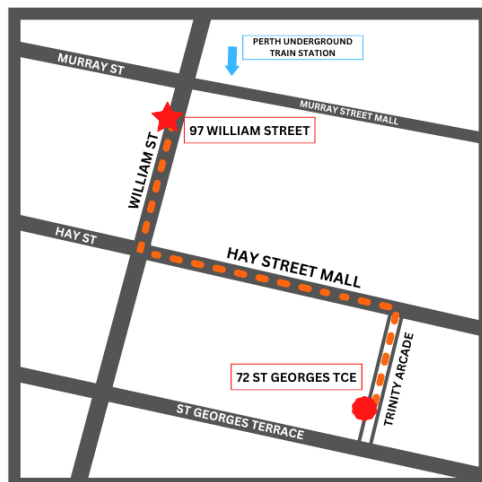 PERTH UNDERGROUND
TRAIN STATION
MURRAY ST
MURRAY STREET MALL
97 WILLIAM STREET
WILLIAM ST
HAY ST
HAY STREET MALL
72 ST GEORGES TCE
TRINITY ARCADE
ST GEORGES TERRACE